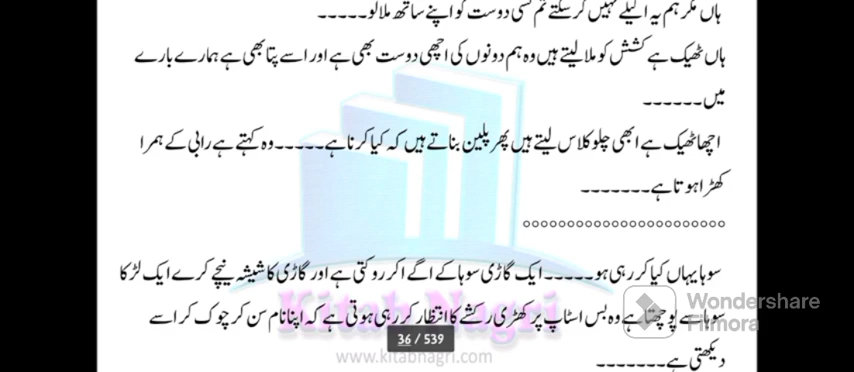 ہاں مگر ہم یہ اکیلے نہیں کر سکتے تم کسی دوست کو اپنے ساتھ ملا لو۔۔۔۔۔
ہاں ٹھیک ہے کشش کو ملا لیتے ہیں وہ ہم دونوں کی اچھی دوست بھی ہے اور اسے پتا بھی ہے ہمارے بارے
میں۔۔۔۔۔۔
اچھا ٹھیک ہے ابھی چلو کلاس لیتے ہیں پھر پلین بناتے ہیں کہ کیا کرنا ہے۔۔۔۔۔وہ کہتے ہے رابی کے ہمرا
کھڑا ہوتا ہے۔۔۔۔۔۔۔
ooooooooooooooooooooooo
سوہا یہاں کیا کر رہی ہو۔۔۔۔۔ایک گاڑی سوہا کے اگے اکر روکتی ہے اور گاڑی کا شیشہ نیچے کرے ایک لڑکا
سوہا سے پوچھتا ہے وہ بس اسٹاپ پر کھڑی رکشے کا انتظار کر رہی ہوتی ہے کہ اپنا نام سن کر چوک کر اسے
دیکھتی ہے۔۔۔۔۔۔۔
Kitab Nagri
Wondershare
Filmora
36 / 539
www.kitabnagri.com